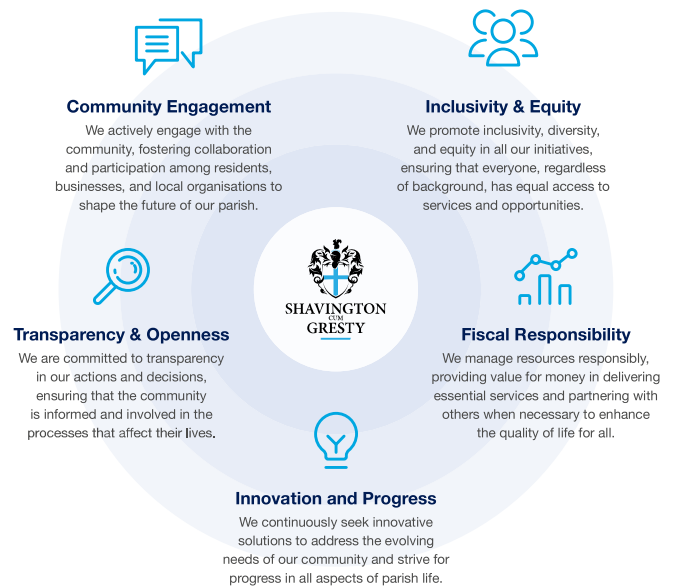 Community Engagement
We actively engage with the
community, fostering collaboration
and participation among residents,
businesses, and local organisations to
shape the future of our parish.
Inclusivity & Equity
We promote inclusivity, diversity,
and equity in all our initiatives,
ensuring that everyone, regardless
of background, has equal access to
services and opportunities.
SHAVINGTON
CUM
GRESTY
Transparency & Openness
We are committed to transparency
in our actions and decisions,
ensuring that the community
is informed and involved in the
processes that affect their lives.
Fiscal Responsibility
We manage resources responsibly,
providing value for money in delivering
essential services and partnering with
others when necessary to enhance
the quality of life for all.
Innovation and Progress
We continuously seek innovative
solutions to address the evolving
needs of our community and strive for
progress in all aspects of parish life.